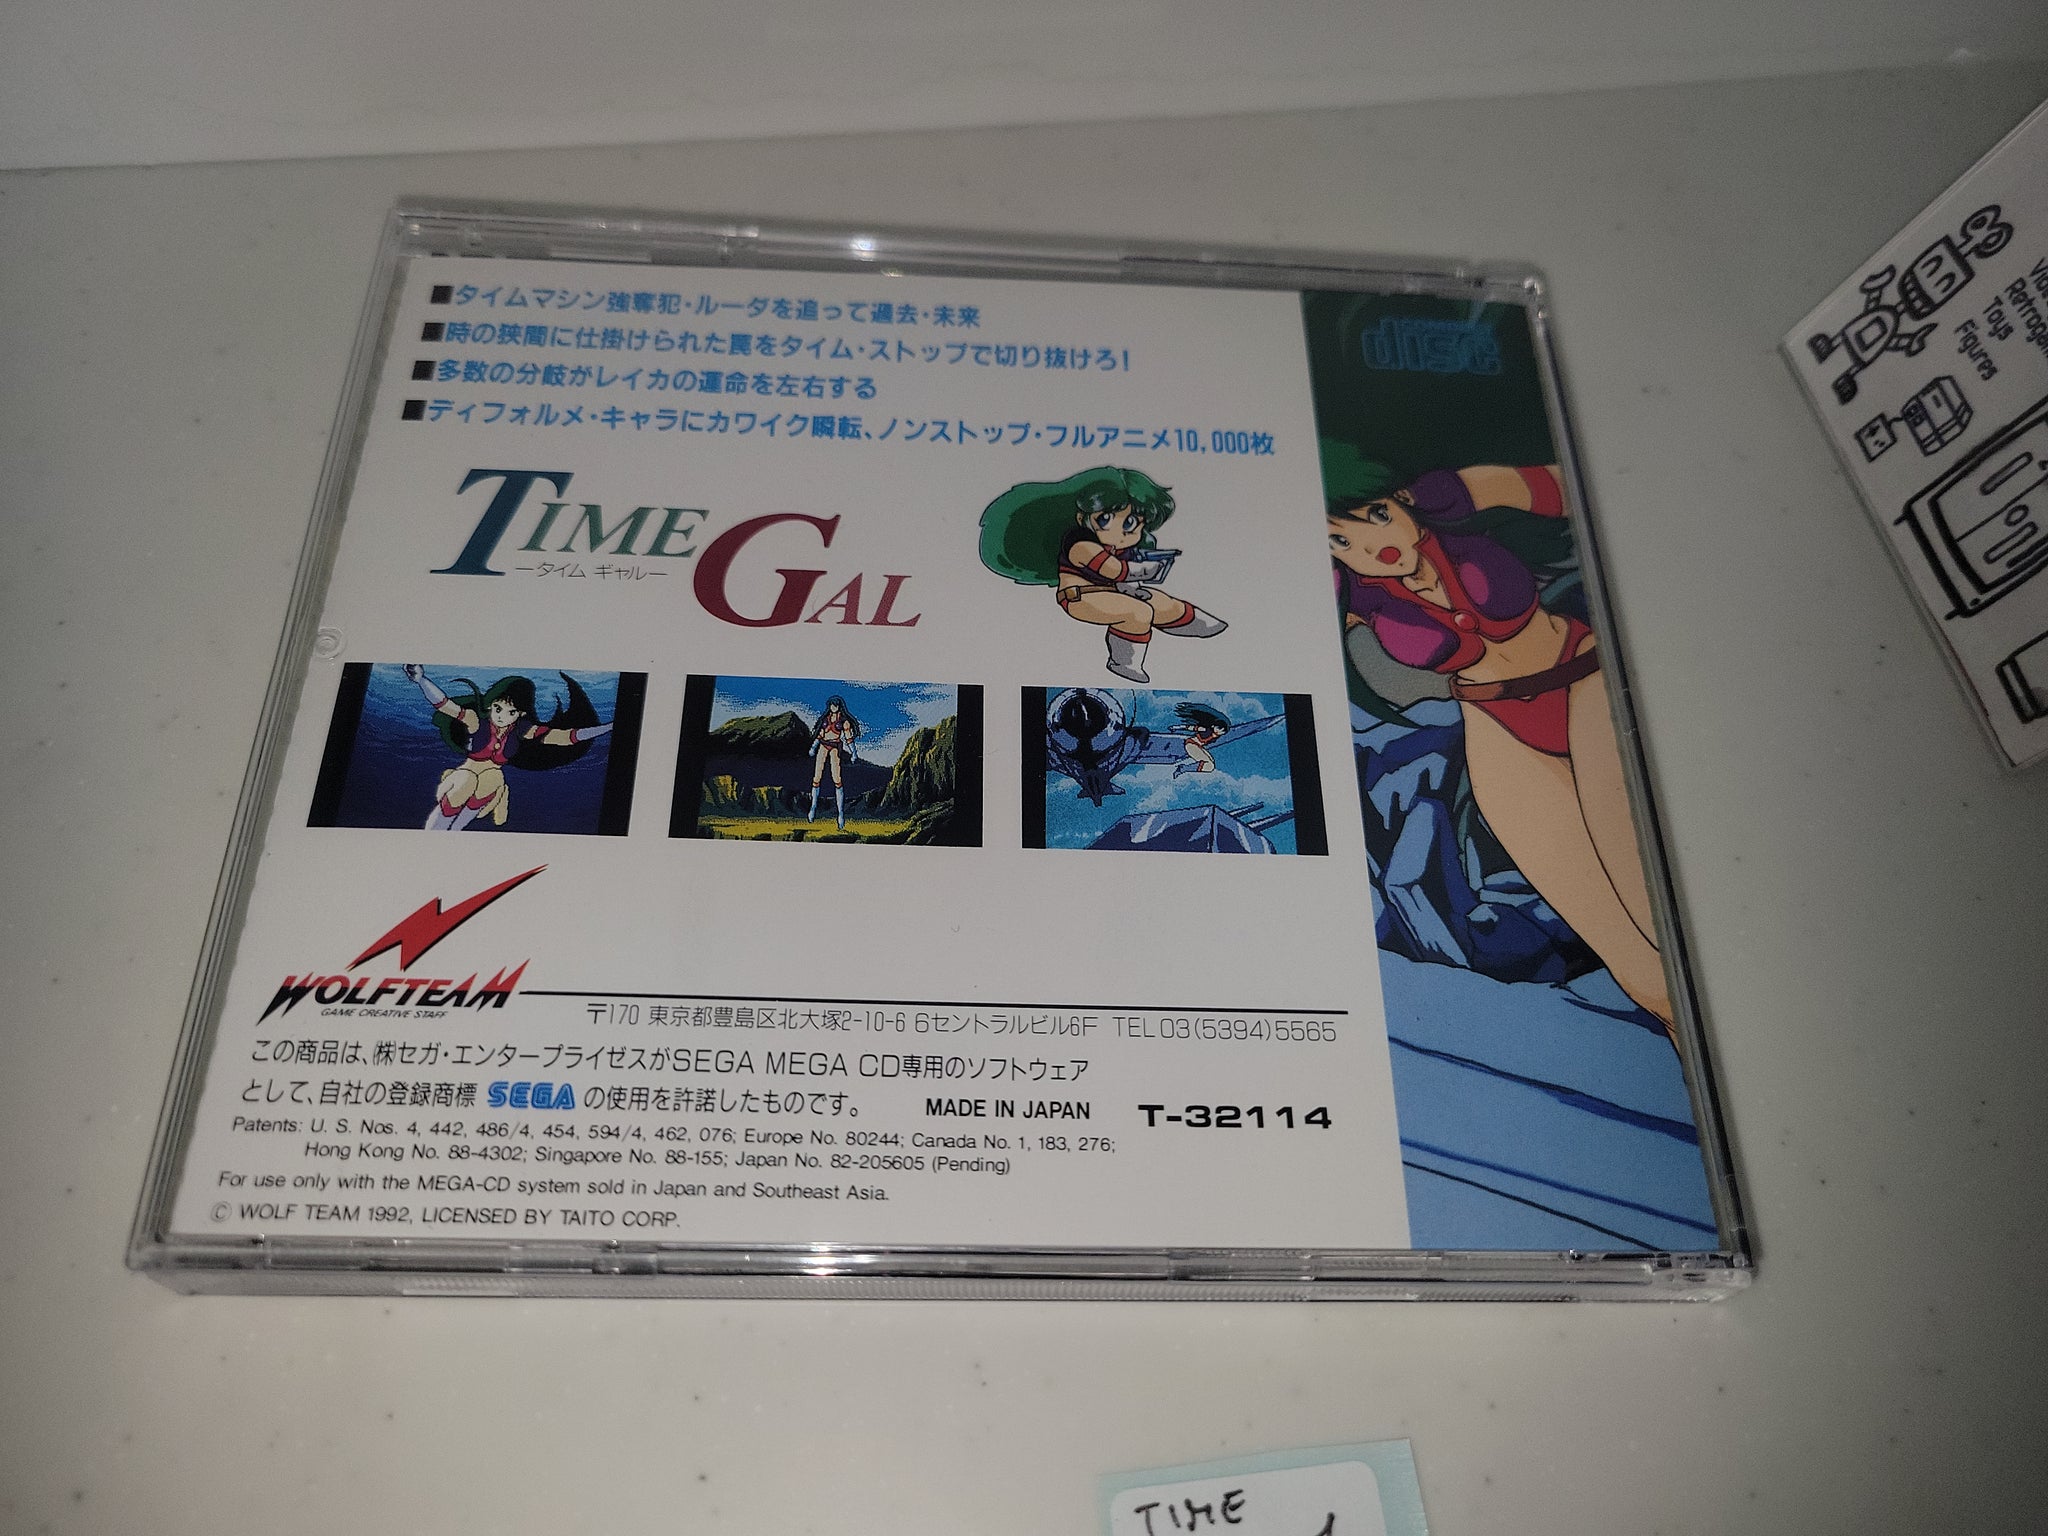 ■タイムマシン強奪犯・ルーダを追って過去・未来
■時の狭間に仕掛けられた罠をタイム・ストップで切り抜けろ!
■多数の分岐がレイカの運命を左右する
■ディフォルメ・キャラにカワイク瞬転、ノンストップ・フルアニメ10,000枚
disc
TIME GAL
ータイム ギャルー
WOLFTEAM
GAME CREATIVE STAFF
〒170 東京都豊島区北大塚2-10-6 6セントラルビル6F TEL03(5394)5565
この商品は、㈱セガ・エンタープライゼスがSEGA MEGA CD専用のソフトウェア
として、自社の登録商標 SEGA の使用を許諾したものです。
MADE IN JAPAN
T-32114
Patents: U. S. Nos. 4, 442, 486/4, 454, 594/4, 462, 076; Europe No. 80244; Canada No. 1, 183, 276;
Hong Kong No. 88-4302; Singapore No. 88-155; Japan No. 82-205605 (Pending)
For use only with the MEGA-CD system sold in Japan and Southeast Asia.
© WOLF TEAM 1992, LICENSED BY TAITO CORP.
Toys
Figures
TIME